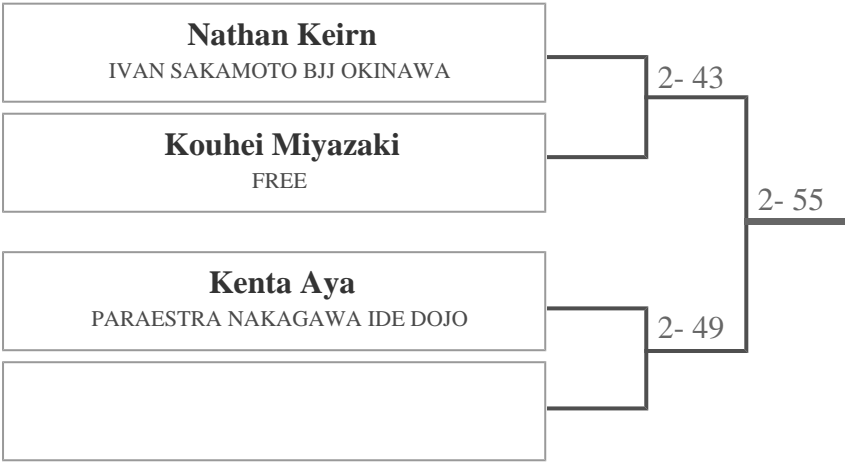 Nathan Keirn
IVAN SAKAMOTO BJJ OKINAWA
2- 43
Kouhei Miyazaki
FREE
2- 55
Kenta Aya
PARAESTRA NAKAGAWA IDE DOJO
2- 49